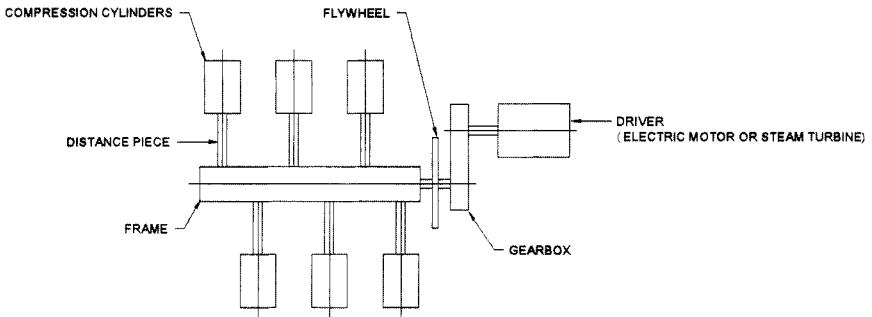 COMPRESSION CYLINDERS
FLYWHEEL
DISTANCE PIECE
DRIVER
(ELECTRIC MOTOR OR STEAM TURBINE)
FRAME
GEARBOX